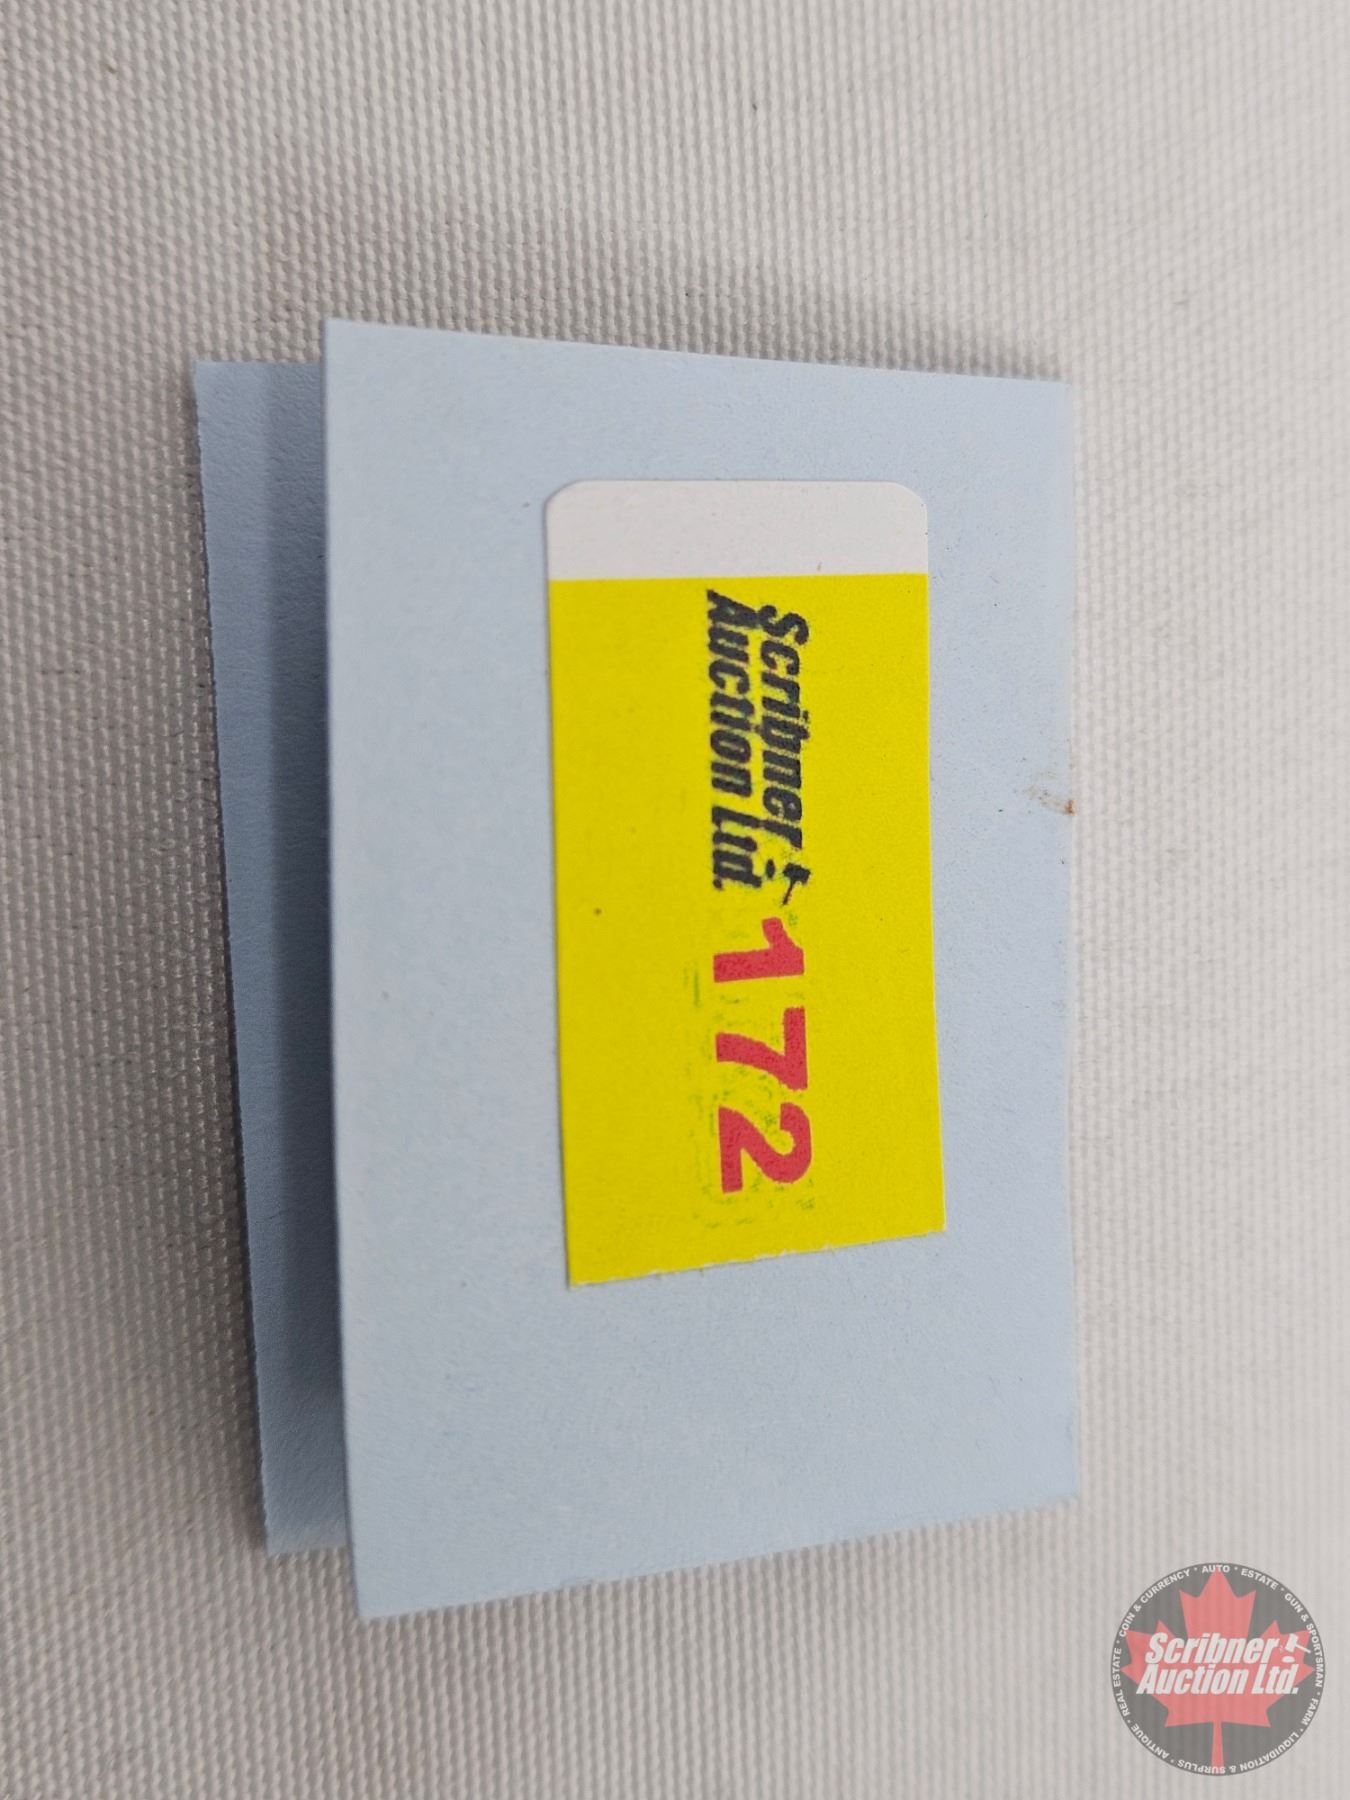 Scribner
Auction Ltd.
172
COIN & CURRENCY • AUTO • ESTATE • GUN & SPORTSMAN • FARM • LIQUIDATION & SURPLUS • ANTIQUE • REAL ESTATE •
Scribner
Auction Ltd.